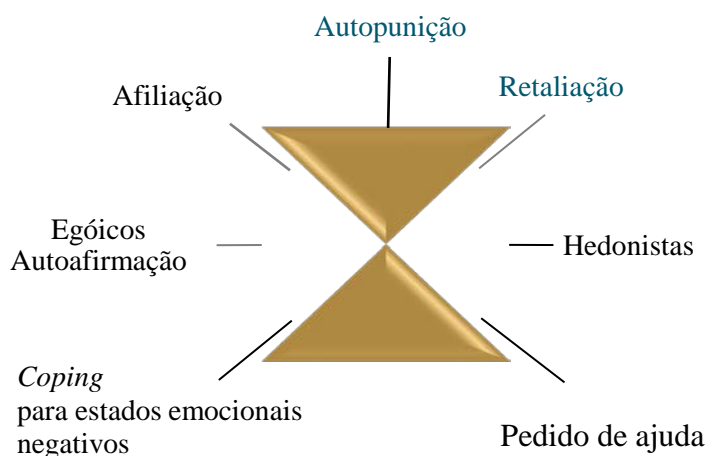 Autopunição
Afiliação
Retaliação
Egóicos
Autoafirmação
Hedonistas
Coping
para estados emocionais
negativos
Pedido de ajuda